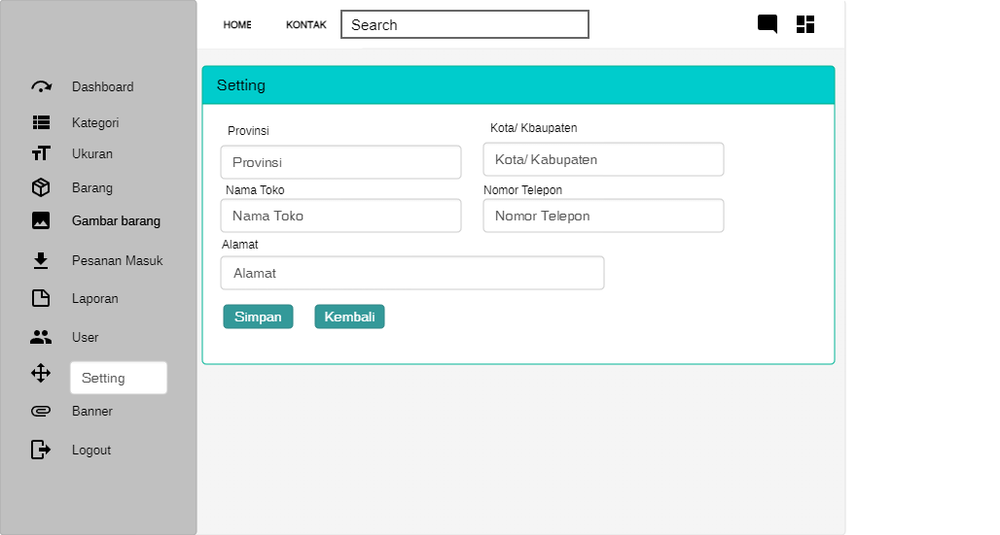 HOME
KONTAK
Search
Dashboard
Kategori
Ukuran
Barang
Gambar barang
Pesanan Masuk
Laporan
User
Setting
Banner
Logout
Setting
Provinsi
Kota/ Kbaupaten
Provinsi
Kota/ Kabupaten
Nama Toko
Nomor Telepon
Nama Toko
Nomor Telepon
Alamat
Alamat
Simpan
Kembali